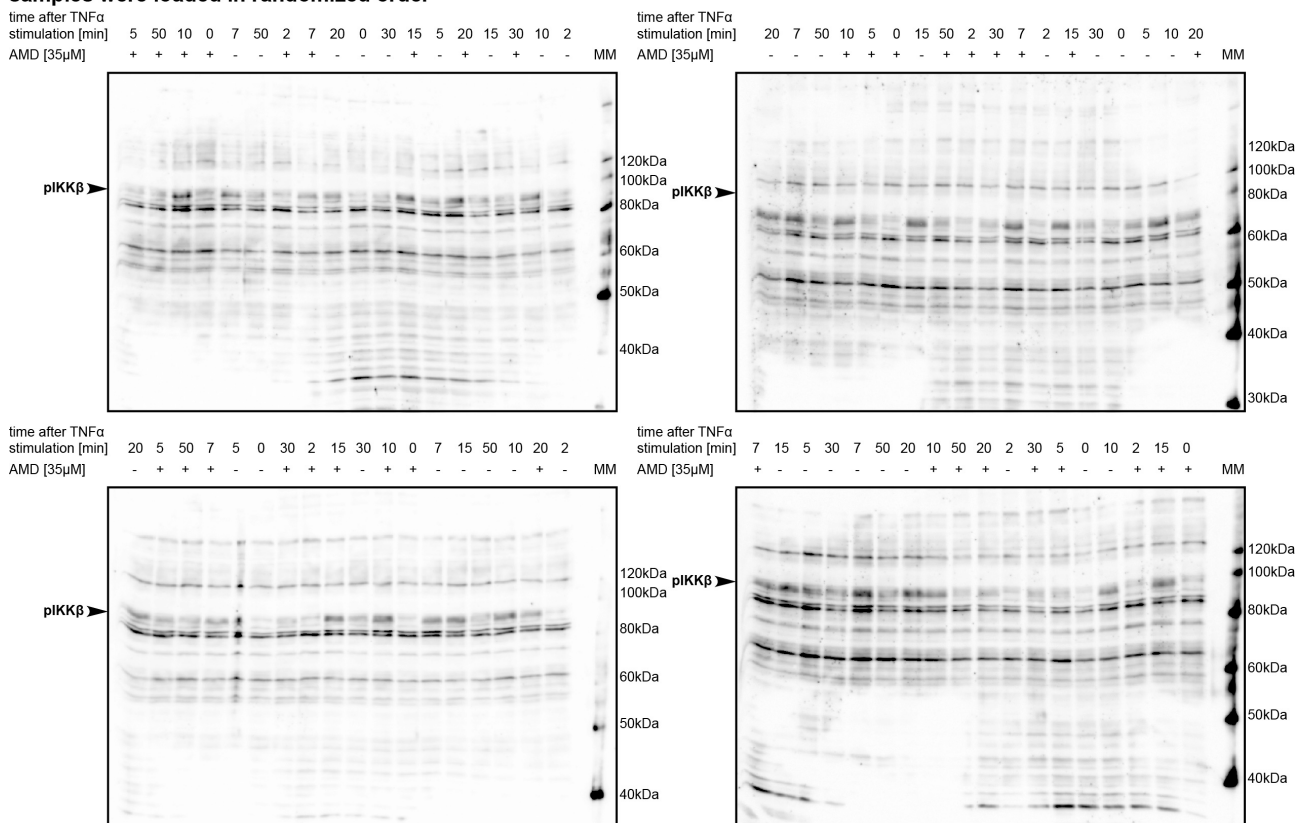 samples were loaded in randomized order
time after TNFα
stimulation [min] 5 50 10 0 7 50 2 7 20 0 30 15 5 20 15 30 10 2
AMD [35µM] + + + + - - + + - - - + - + - + - - MM
120kDa
100kDa
pIKKβ
80kDa
60kDa
50kDa
40kDa
time after TNFα
stimulation [min] 20 7 50 10 5 0 15 50 2 30 7 2 15 30 0 5 10 20
AMD [35µM] - - - + + + - + + + + - + - - - - + MM
120kDa
100kDa
pIKKβ
80kDa
60kDa
50kDa
40kDa
30kDa
time after TNFα
stimulation [min] 20 5 50 7 5 0 30 2 15 30 10 0 7 15 50 10 20 2
AMD [35µM] - + + + - - + + + - + + - - - - + - MM
120kDa
100kDa
pIKKβ
80kDa
60kDa
50kDa
40kDa
time after TNFα
stimulation [min] 7 15 5 30 7 50 20 10 50 20 2 30 5 0 10 2 15 0
AMD [35µM] + - - - - - - + + + - + + - - + + + MM
120kDa
100kDa
pIKKβ
80kDa
60kDa
50kDa
40kDa